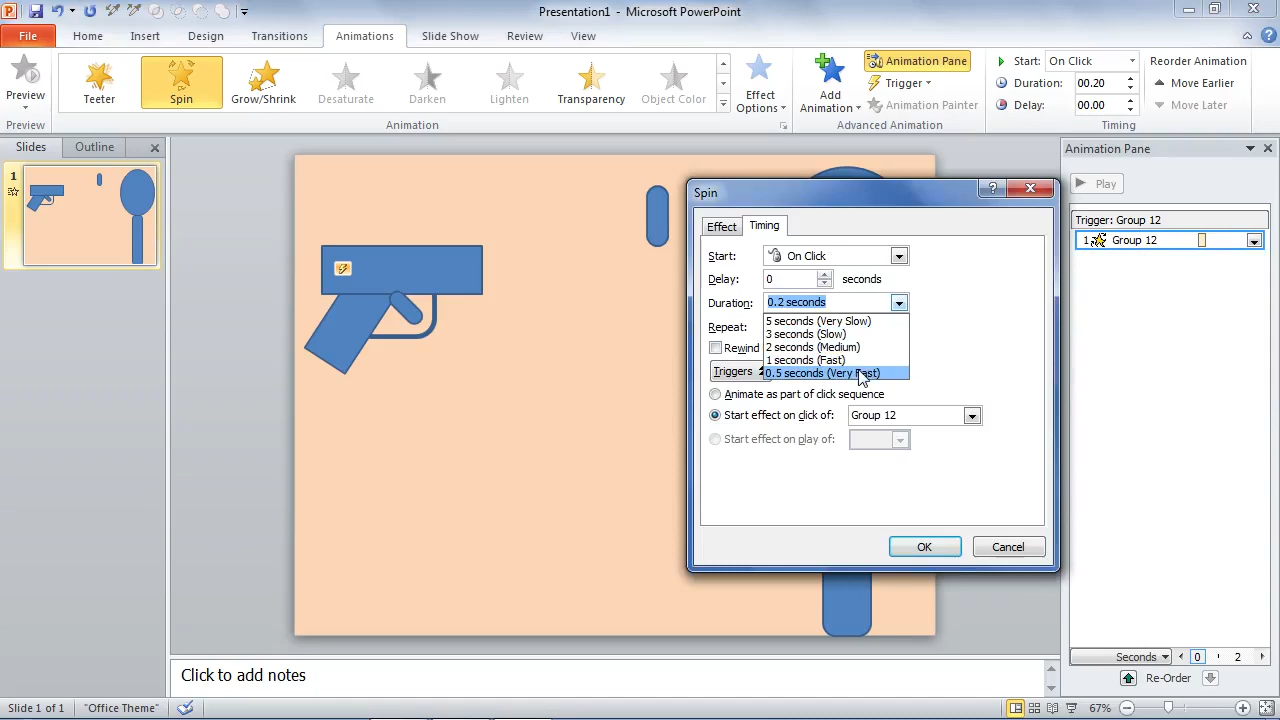 Presentation1 - Microsoft PowerPoint
File Home Insert Design Transitions Animations Slide Show Review View
Preview
Teeter Spin Grow/Shrink Desaturate Darken Lighten Transparency Object Color
Effect Options
Add Animation
Animation Pane
Trigger
Animation Painter
Start: On Click
Duration: 00.20
Delay: 00.00
Reorder Animation
Move Earlier
Move Later
Preview Animation Advanced Animation Timing
Slides Outline
1
Animation Pane
Play
Trigger: Group 12
1 Group 12
Spin
Effect Timing
Start: On Click
Delay: 0 seconds
Duration: 0.2 seconds
5 seconds (Very Slow)
3 seconds (Slow)
2 seconds (Medium)
1 seconds (Fast)
0.5 seconds (Very Fast)
Repeat:
Rewind
Triggers
Animate as part of click sequence
Start effect on click of: Group 12
Start effect on play of:
OK Cancel
Click to add notes
Seconds 0 2
Re-Order
Slide 1 of 1 "Office Theme" 67%